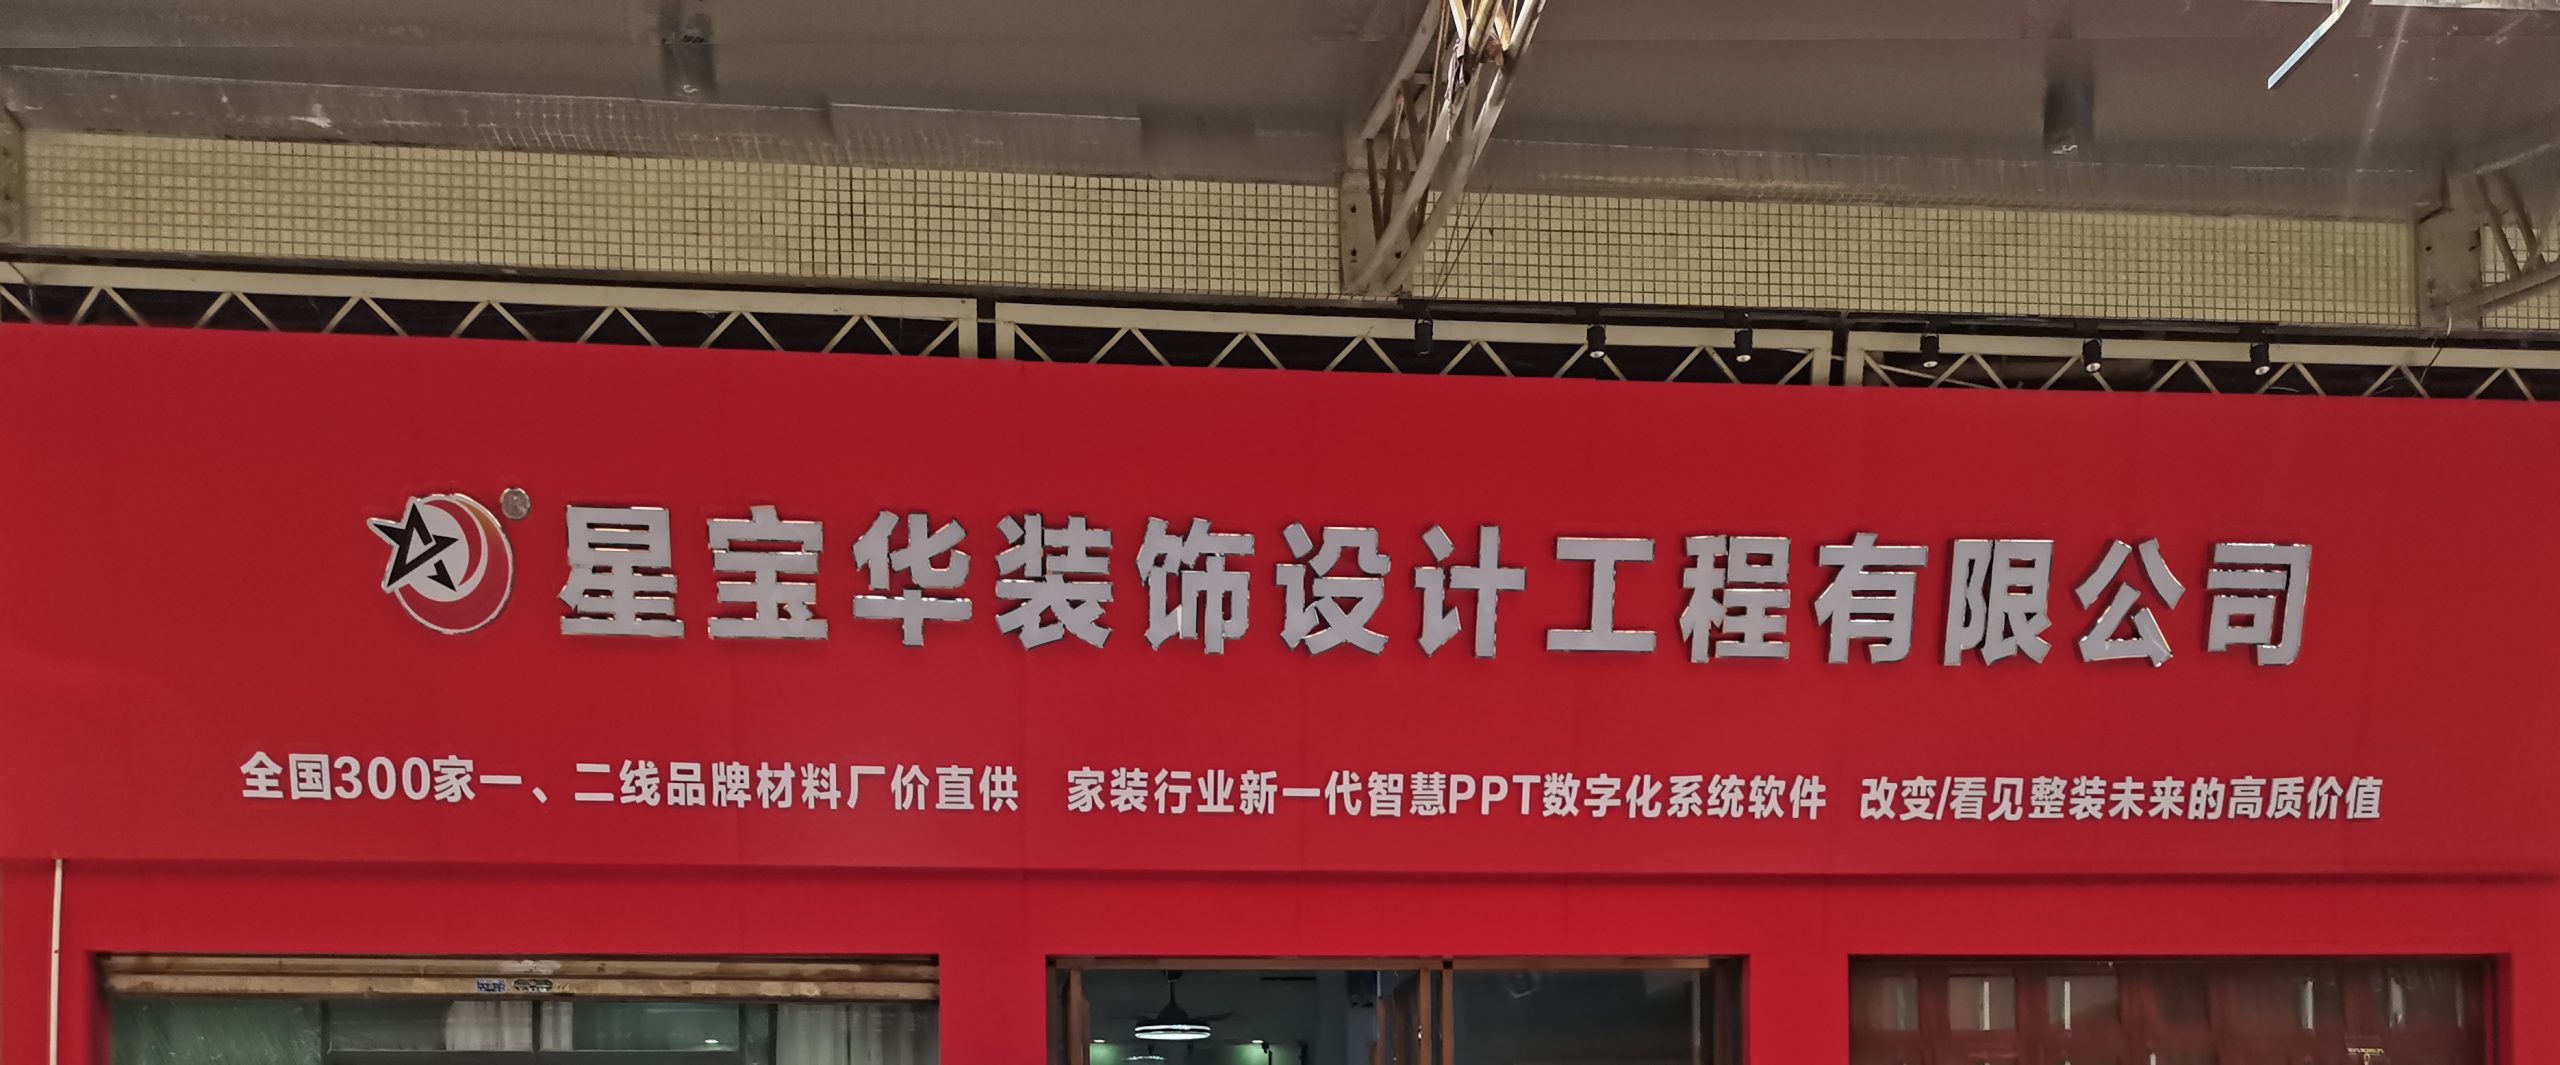 星宝华装饰设计工程有限公司
全国300家一、二线品牌材料厂价直供 家装行业新一代智慧PPT数字化系统软件 改变/看见整装未来的高质价值